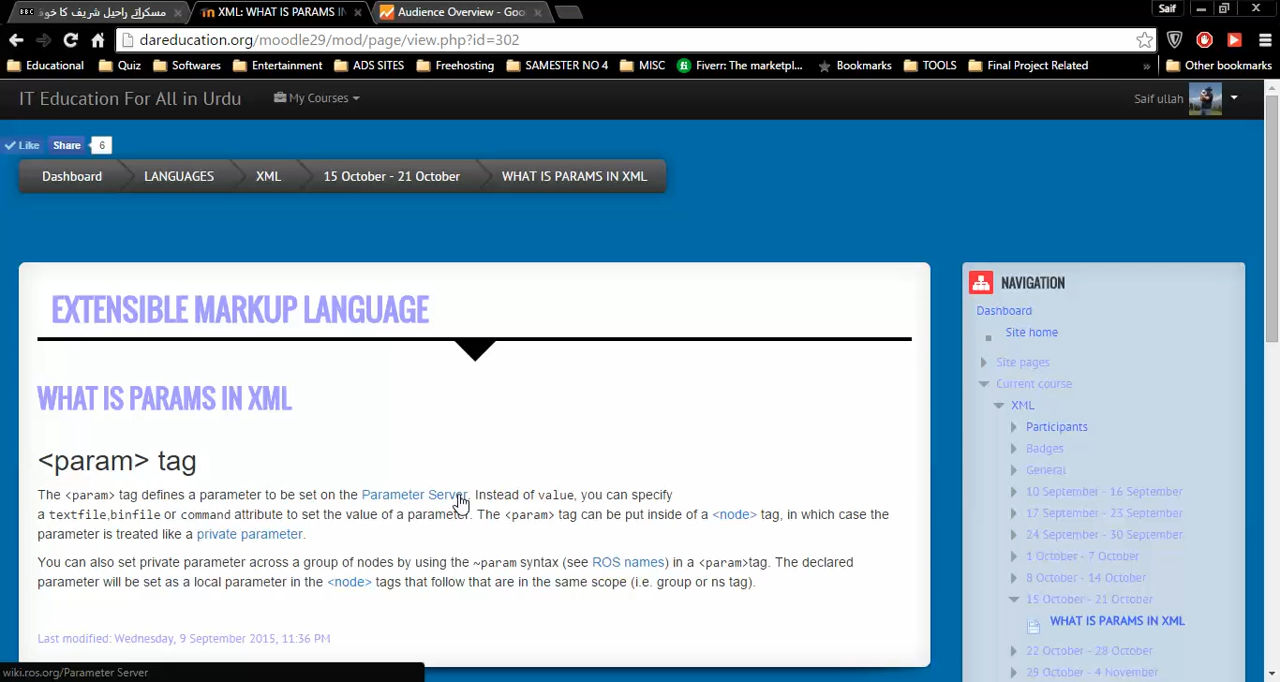 BBC مسکراتے راحیل شریف کا خو
XML: WHAT IS PARAMS IN
Audience Overview - Goo
Saif
dareducation.org/moodle29/mod/page/view.php?id=302
Educational Quiz Softwares Entertainment ADS SITES Freehosting SAMESTER NO 4 MISC Fiverr: The marketpl... Bookmarks TOOLS Final Project Related » Other bookmarks
IT Education For All in Urdu My Courses Saif ullah
Like Share 6
Dashboard LANGUAGES XML 15 October - 21 October WHAT IS PARAMS IN XML
EXTENSIBLE MARKUP LANGUAGE
WHAT IS PARAMS IN XML
<param> tag
The <param> tag defines a parameter to be set on the Parameter Server. Instead of value, you can specify
a textfile,binfile or command attribute to set the value of a parameter. The <param> tag can be put inside of a <node> tag, in which case the
parameter is treated like a private parameter.
You can also set private parameter across a group of nodes by using the ~param syntax (see ROS names) in a <param>tag. The declared
parameter will be set as a local parameter in the <node> tags that follow that are in the same scope (i.e. group or ns tag).
Last modified: Wednesday, 9 September 2015, 11:36 PM
NAVIGATION
Dashboard
Site home
Site pages
Current course
XML
Participants
Badges
General
10 September - 16 September
17 September - 23 September
24 September - 30 September
1 October - 7 October
8 October - 14 October
15 October - 21 October
WHAT IS PARAMS IN XML
22 October - 28 October
29 October - 4 November
wiki.ros.org/Parameter Server